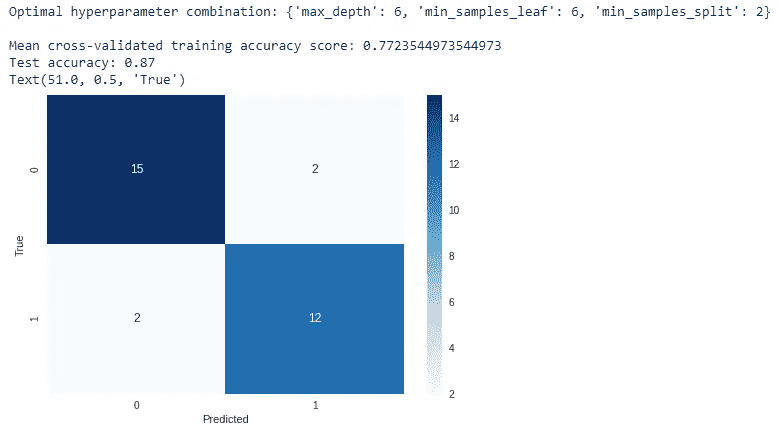 Optimal hyperparameter combination: {'max_depth': 6, 'min_samples_leaf': 6, 'min_samples_split': 2}
Mean cross-validated training accuracy score: 0.7723544973544973
Test accuracy: 0.87
Text(51.0, 0.5, 'True')
14
0
15
2
12
10
True
8
6
1
2
12
4
2
0
1
Predicted